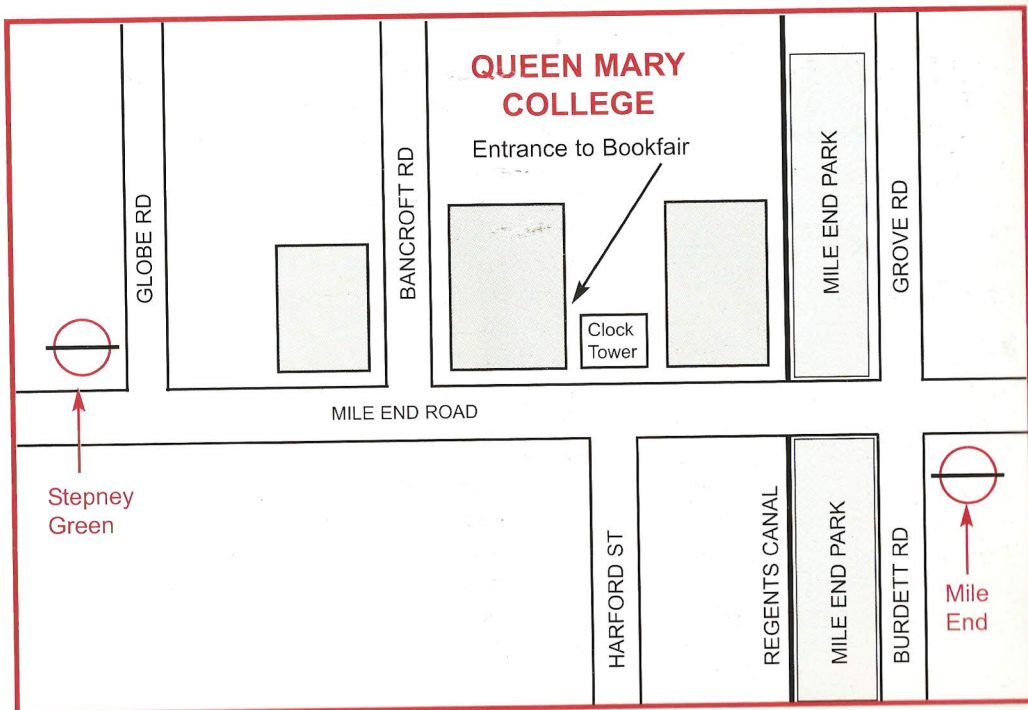 QUEEN MARY
COLLEGE
Entrance to Bookfair
GLOBE RD
BANCROFT RD
MILE END PARK
GROVE RD
Clock
Tower
MILE END ROAD
Stepney
Green
HARFORD ST
REGENTS CANAL
MILE END PARK
BURDETT RD
Mile
End